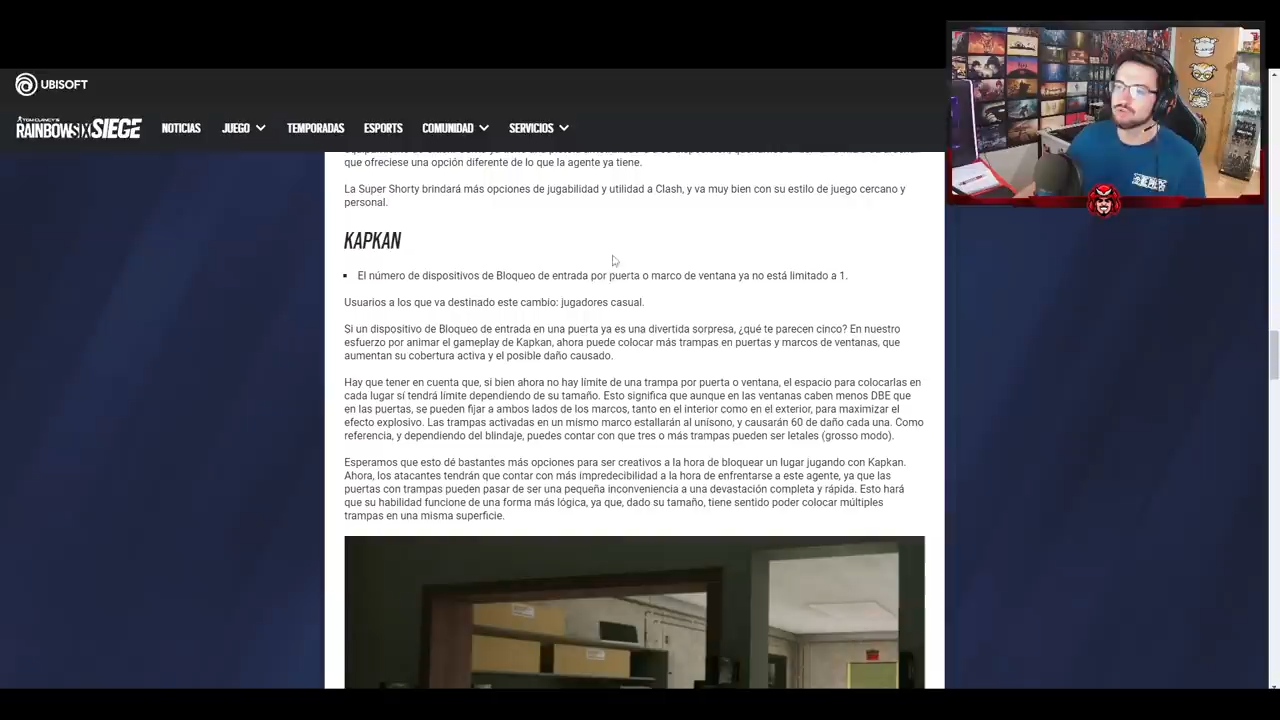 UBISOFT
TOM CLANCY'S
RAINBOWSIX SIEGE
NOTICIAS JUEGO TEMPORADAS ESPORTS COMUNIDAD SERVICIOS
que ofreciese una opción diferente de lo que la agente ya tiene.
La Super Shorty brindará más opciones de jugabilidad y utilidad a Clash, y va muy bien con su estilo de juego cercano y
personal.
KAPKAN
▪ El número de dispositivos de Bloqueo de entrada por puerta o marco de ventana ya no está limitado a 1.
Usuarios a los que va destinado este cambio: jugadores casual.
Si un dispositivo de Bloqueo de entrada en una puerta ya es una divertida sorpresa, ¿qué te parecen cinco? En nuestro
esfuerzo por animar el gameplay de Kapkan, ahora puede colocar más trampas en puertas y marcos de ventanas, que
aumentan su cobertura activa y el posible daño causado.
Hay que tener en cuenta que, si bien ahora no hay límite de una trampa por puerta o ventana, el espacio para colocarlas en
cada lugar sí tendrá límite dependiendo de su tamaño. Esto significa que aunque en las ventanas caben menos DBE que
en las puertas, se pueden fijar a ambos lados de los marcos, tanto en el interior como en el exterior, para maximizar el
efecto explosivo. Las trampas activadas en un mismo marco estallarán al unísono, y causarán 60 de daño cada una. Como
referencia, y dependiendo del blindaje, puedes contar con que tres o más trampas pueden ser letales (grosso modo).
Esperamos que esto dé bastantes más opciones para ser creativos a la hora de bloquear un lugar jugando con Kapkan.
Ahora, los atacantes tendrán que contar con más impredecibilidad a la hora de enfrentarse a este agente, ya que las
puertas con trampas pueden pasar de ser una pequeña inconveniencia a una devastación completa y rápida. Esto hará
que su habilidad funcione de una forma más lógica, ya que, dado su tamaño, tiene sentido poder colocar múltiples
trampas en una misma superficie.